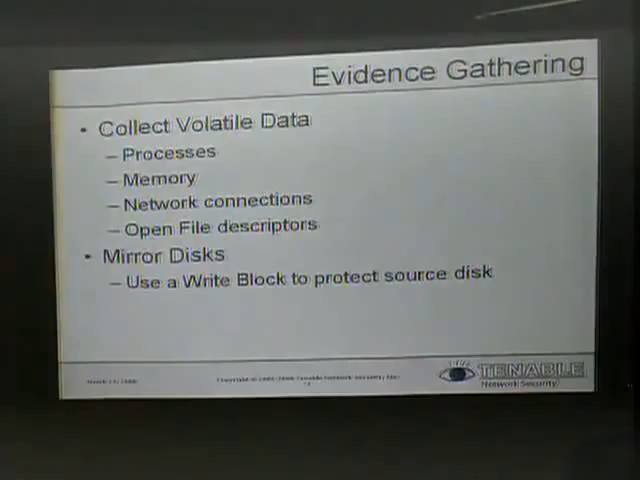 Evidence Gathering
• Collect Volatile Data
– Processes
– Memory
– Network connections
– Open File descriptors
• Mirror Disks
– Use a Write Block to protect source disk
TENABLE
Network Security